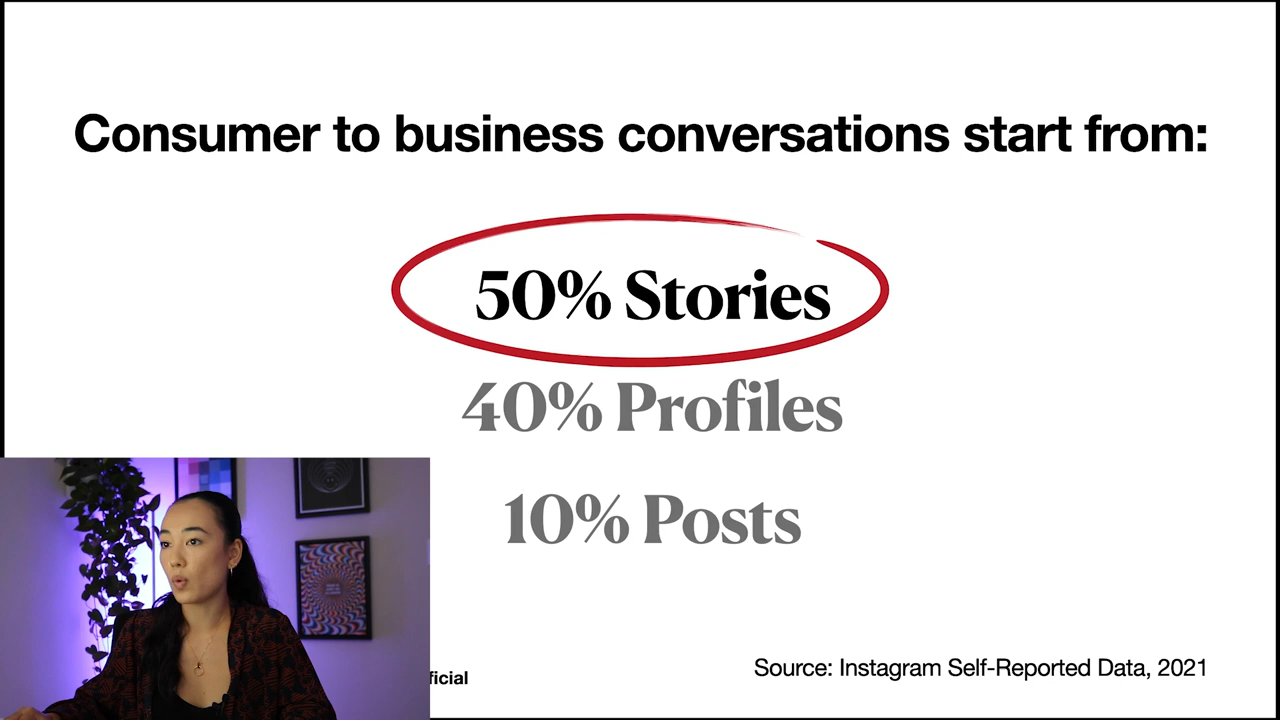 Consumer to business conversations start from:
50% Stories
40% Profiles
10% Posts
Source: Instagram Self-Reported Data, 2021